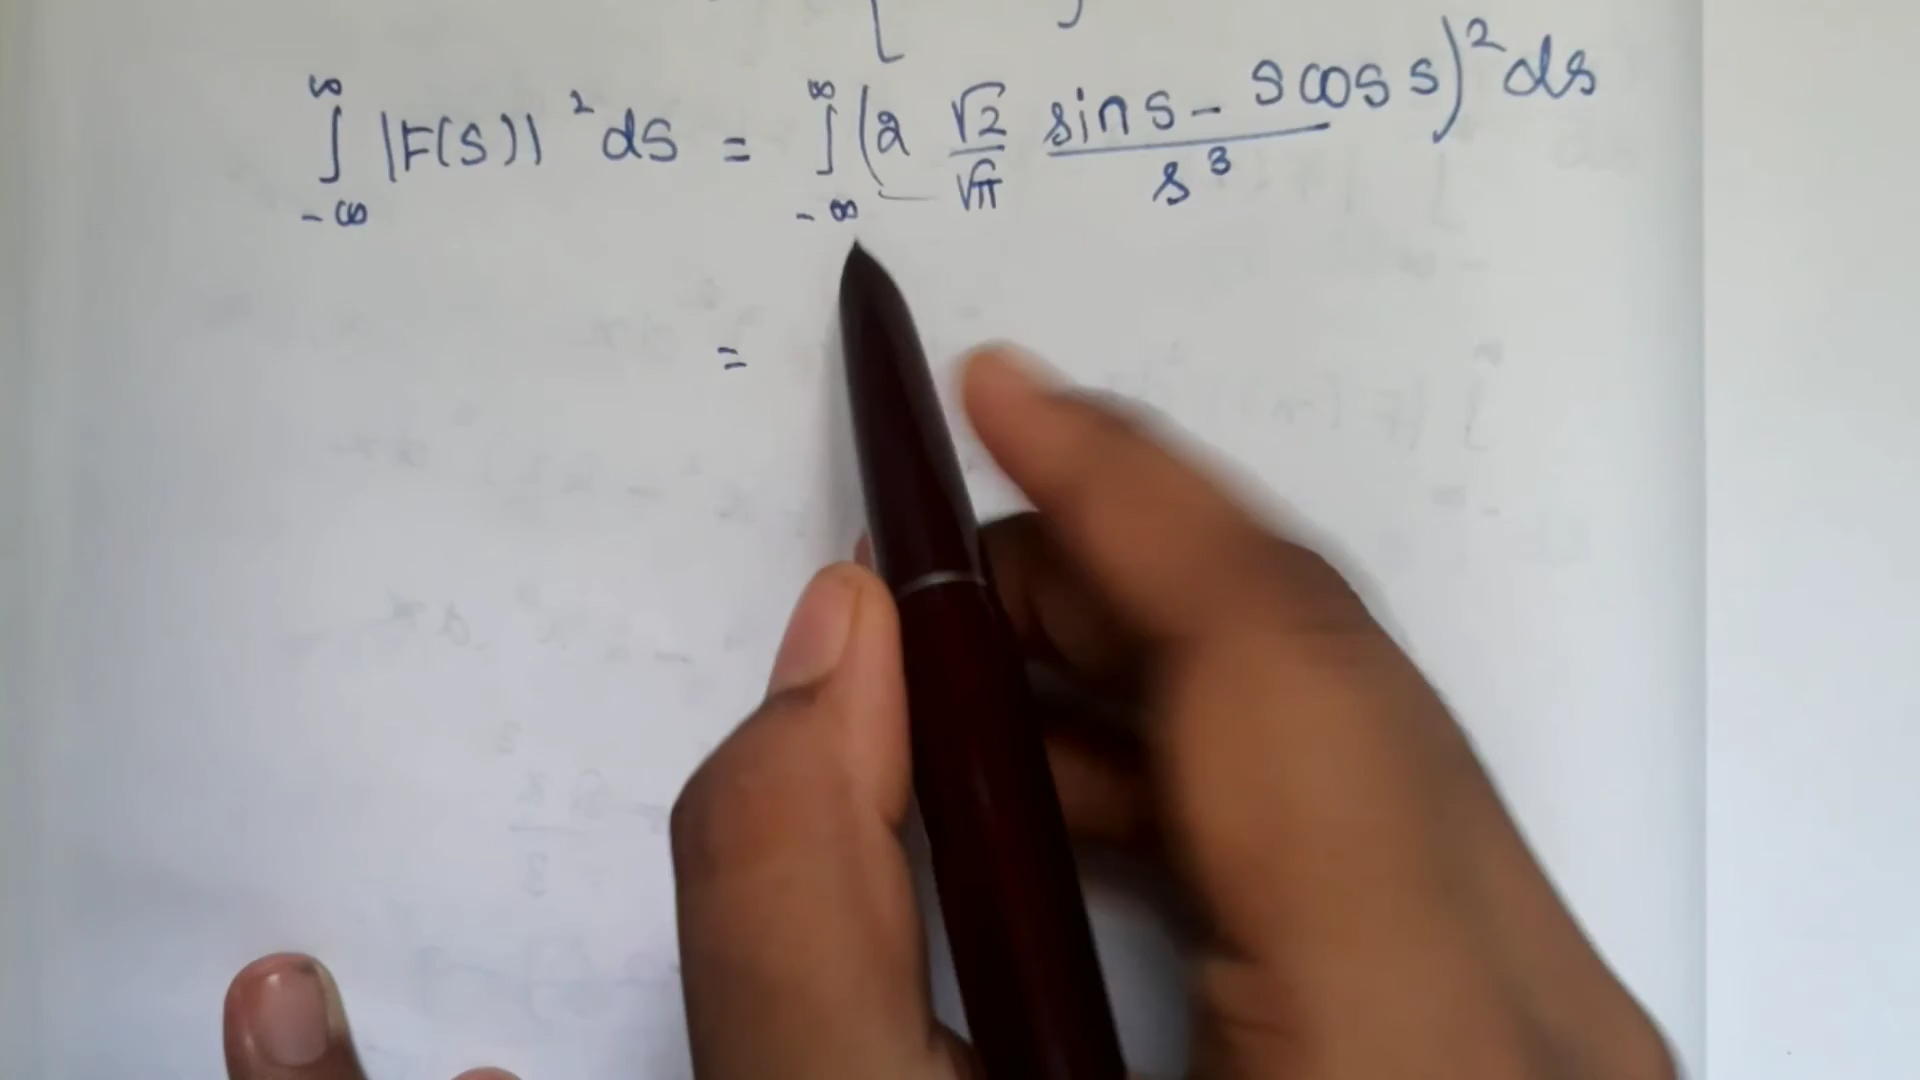 ∫_{-∞}^{∞} |F(s)|² ds = ∫_{-∞}^{∞} (2 √2/√π (sin s - s cos s)/s³)² ds
=